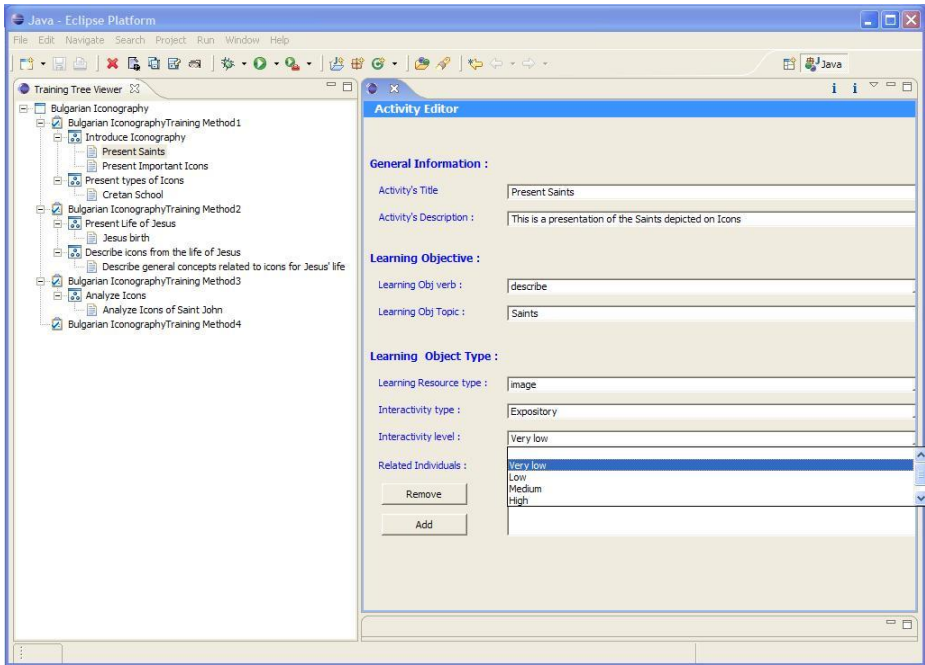 Java - Eclipse Platform
File Edit Navigate Search Project Run Window Help
Java
Training Tree Viewer
Bulgarian Iconography
Bulgarian IconographyTraining Method1
Introduce Iconography
Present Saints
Present Important Icons
Present types of Icons
Cretan School
Bulgarian IconographyTraining Method2
Present Life of Jesus
Jesus birth
Describe icons from the life of Jesus
Describe general concepts related to icons for Jesus' life
Bulgarian IconographyTraining Method3
Analyze Icons
Analyze Icons of Saint John
Bulgarian IconographyTraining Method4
Activity Editor
General Information :
Activity's Title Present Saints
Activity's Description : This is a presentation of the Saints depicted on Icons
Learning Objective :
Learning Obj verb : describe
Learning Obj Topic : Saints
Learning Object Type :
Learning Resource type : image
Interactivity type : Expository
Interactivity level : Very low
Related Individuals : Very low
Low
Medium
High
Remove
Add